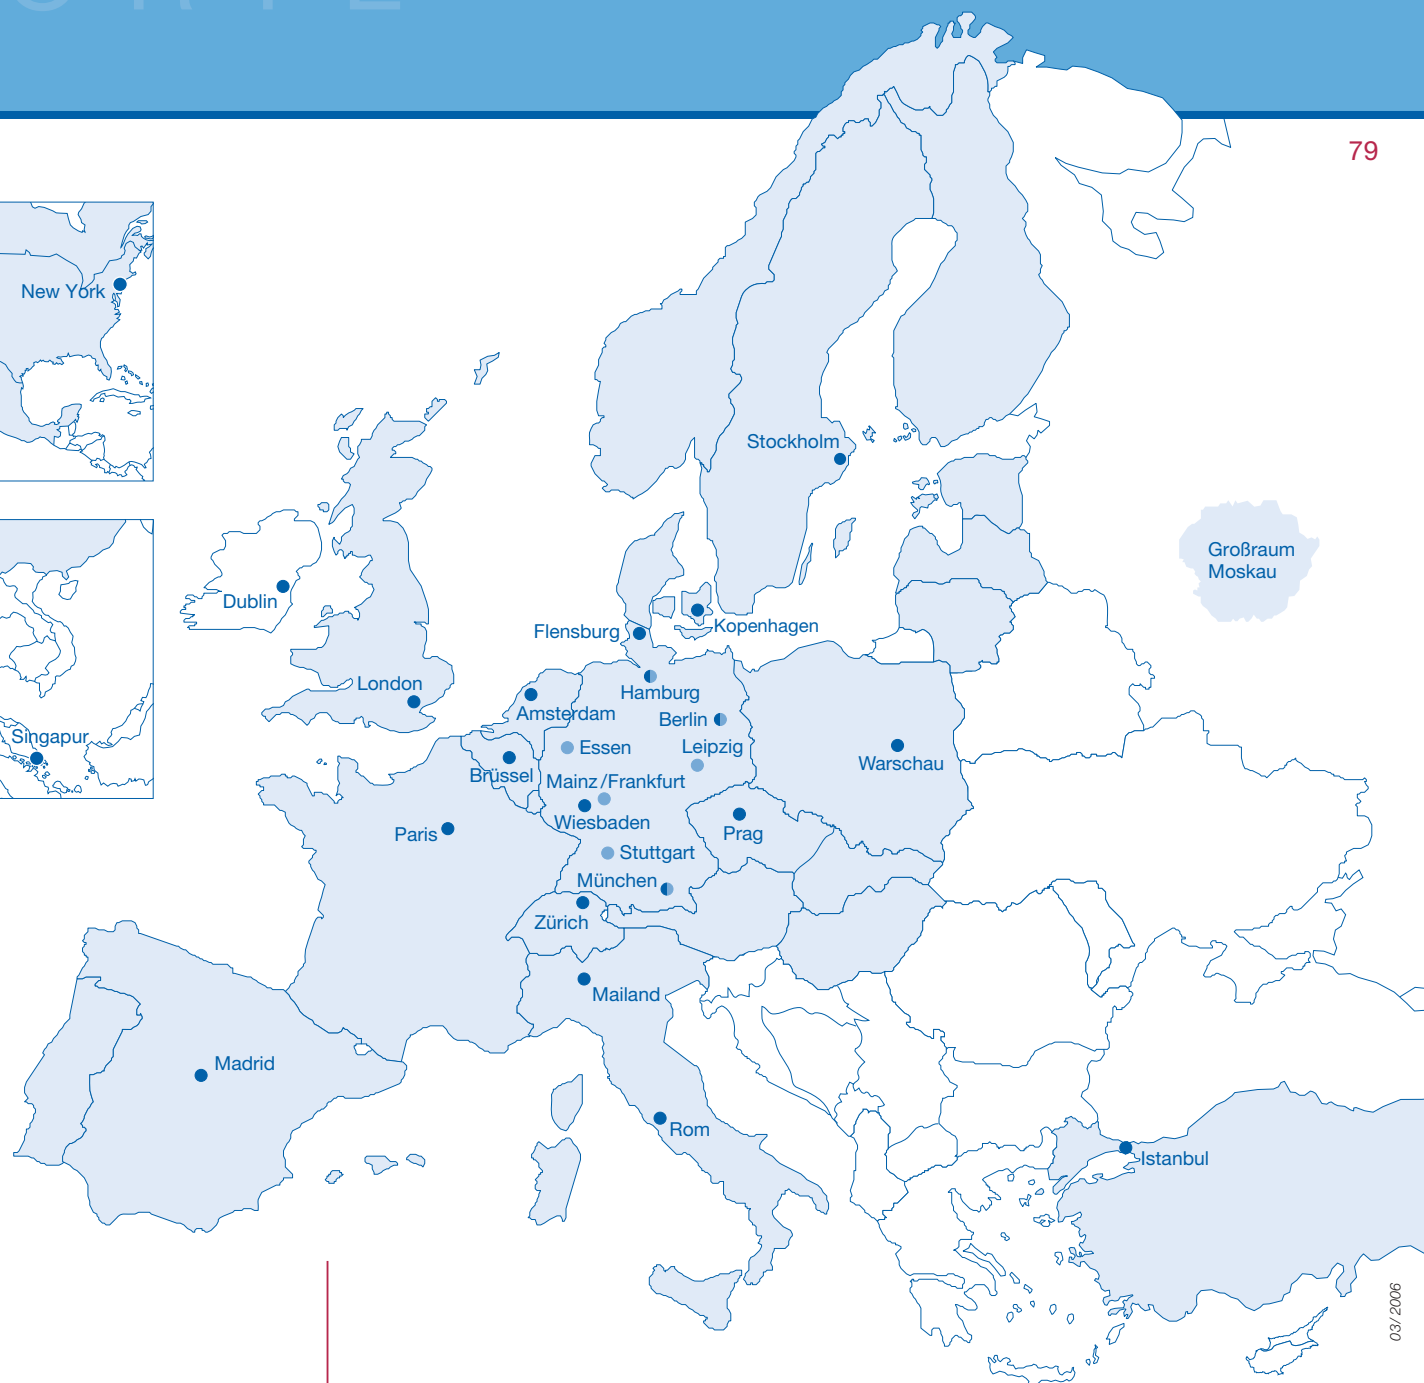 79
New York
Stockholm
Großraum
Moskau
Dublin
Flensburg
Kopenhagen
London
Hamburg
Amsterdam
Berlin
Singapur
Essen
Leipzig
Brüssel
Warschau
Mainz/Frankfurt
Wiesbaden
Paris
Prag
Stuttgart
München
Zürich
Mailand
Madrid
Rom
Istanbul
03/2006